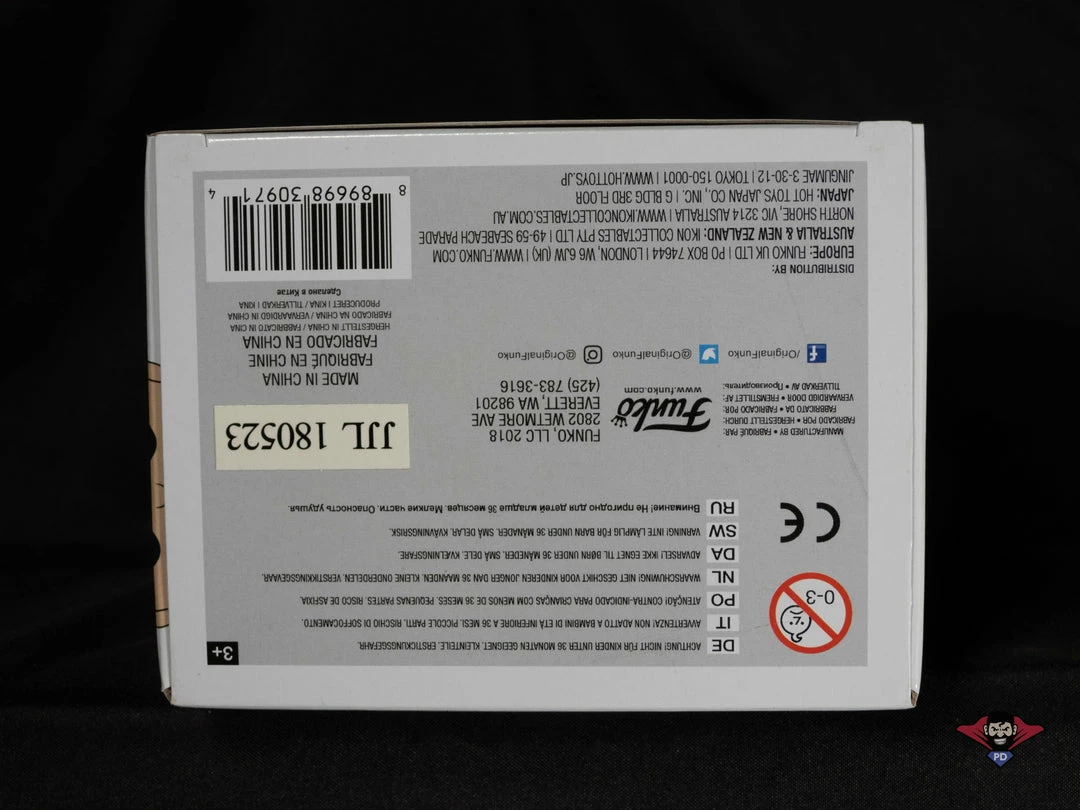 DE ACHTUNG! NICHT FÜR KINDER UNTER 36 MONATEN GEEIGNET. KLEINTEILE. ERSTICKUNGSGEFAHR.
IT AVVERTENZA! NON ADATTO A BAMBINI DI ETÀ INFERIORE A 36 MESI. PICCOLE PARTI. RISCHIO DI SOFFOCAMENTO.
PO ATENÇÃO! CONTRA-INDICADO PARA CRIANÇAS COM MENOS DE 36 MESES. PEQUENAS PARTES. RISCO DE ASFIXIA.
NL WAARSCHUWING! NIET GESCHIKT VOOR KINDEREN JONGER DAN 36 MAANDEN. KLEINE ONDERDELEN. VERSTIKKINGSGEVAAR.
DA ADVARSEL! IKKE EGNET TIL BØRN UNDER 36 MÅNEDER. SMÅ DELE. KVÆLNINGSFARE.
SW VARNING! INTE LÄMPLIG FÖR BARN UNDER 36 MÅNADER. SMÅ DELAR. KVÄVNINGSRISK.
RU Внимание! Не пригодно для детей младше 36 месяцев. Мелкие части. Опасность удушья.
3+
0-3
CE
MANUFACTURED BY • FABRIQUÉ PAR:
FABRICADO POR • HERGESTELLT DURCH:
FABBRICATO DA • FABRICADO POR:
VERVAARDIGD DOOR • FREMSTILLET AF:
TILLVERKAD AV • Производитель:
Funko
www.funko.com
FUNKO, LLC 2018
2802 WETMORE AVE
EVERETT, WA 98201
(425) 783-3616
/OriginalFunko
@OriginalFunko
@OriginalFunko
JJL 180523
MADE IN CHINA
FABRIQUÉ EN CHINE
FABRICADO EN CHINA
HERGESTELLT IN CHINA / FABBRICATO IN CINA
FABRICADO NA CHINA / VERVAARDIGD IN CHINA
PRODUCERET I KINA / TILLVERKAD I KINA
Сделано в Китае
DISTRIBUTION BY:
EUROPE: FUNKO UK LTD | PO BOX 74644 | LONDON, W6 6JW (UK) | WWW.FUNKO.COM
AUSTRALIA & NEW ZEALAND: IKON COLLECTABLES PTY LTD | 49-59 SEABEACH PARADE
NORTH SHORE, VIC 3214 AUSTRALIA | WWW.IKONCOLLECTABLES.COM.AU
JAPAN: HOT TOYS JAPAN CO., INC. | G BLDG 3RD FLOOR
JINGUMAE 3-30-12 | TOKYO 150-0001 | WWW.HOTTOYS.JP
8 89698 30971 4
PD